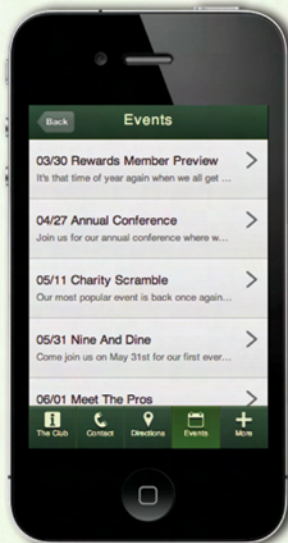 Back
Events
03/30 Rewards Member Preview
It's that time of year again when we all get ...
04/27 Annual Conference
Join us for our annual conference where w...
05/11 Charity Scramble
Our most popular event is back once again...
05/31 Nine And Dine
Come join us on May 31st for our first ever...
06/01 Meet The Pros
The Club
Contact
Directions
Events
More